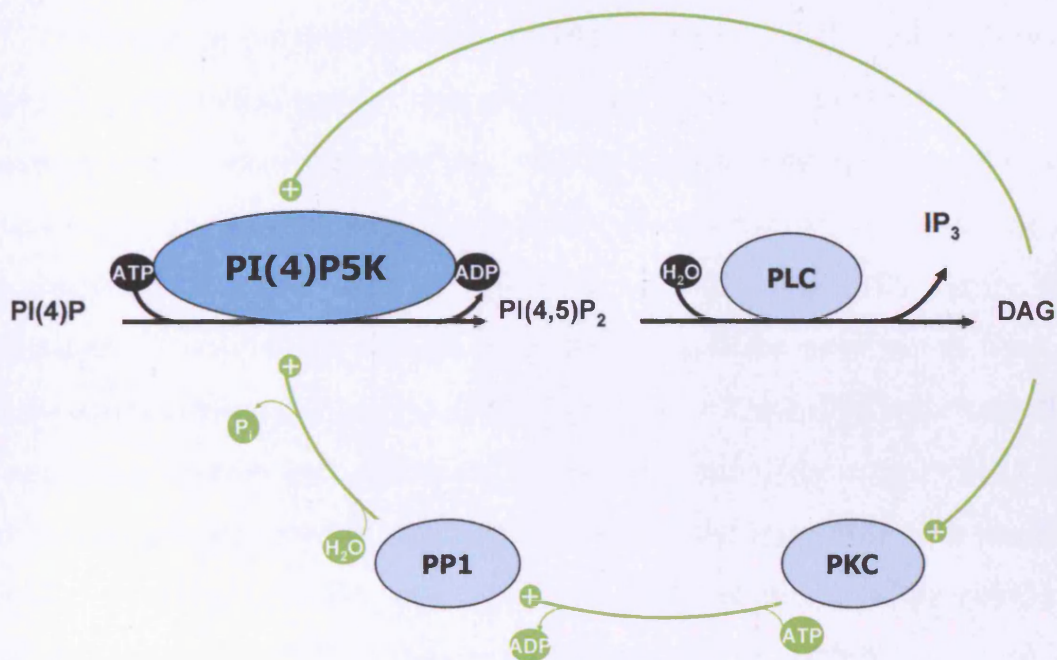 +
IP3
ATP PI(4)P5K ADP H2O PLC
PI(4)P PI(4,5)P2 DAG
+
Pi
+
H2O PP1 PKC
+
ADP ATP